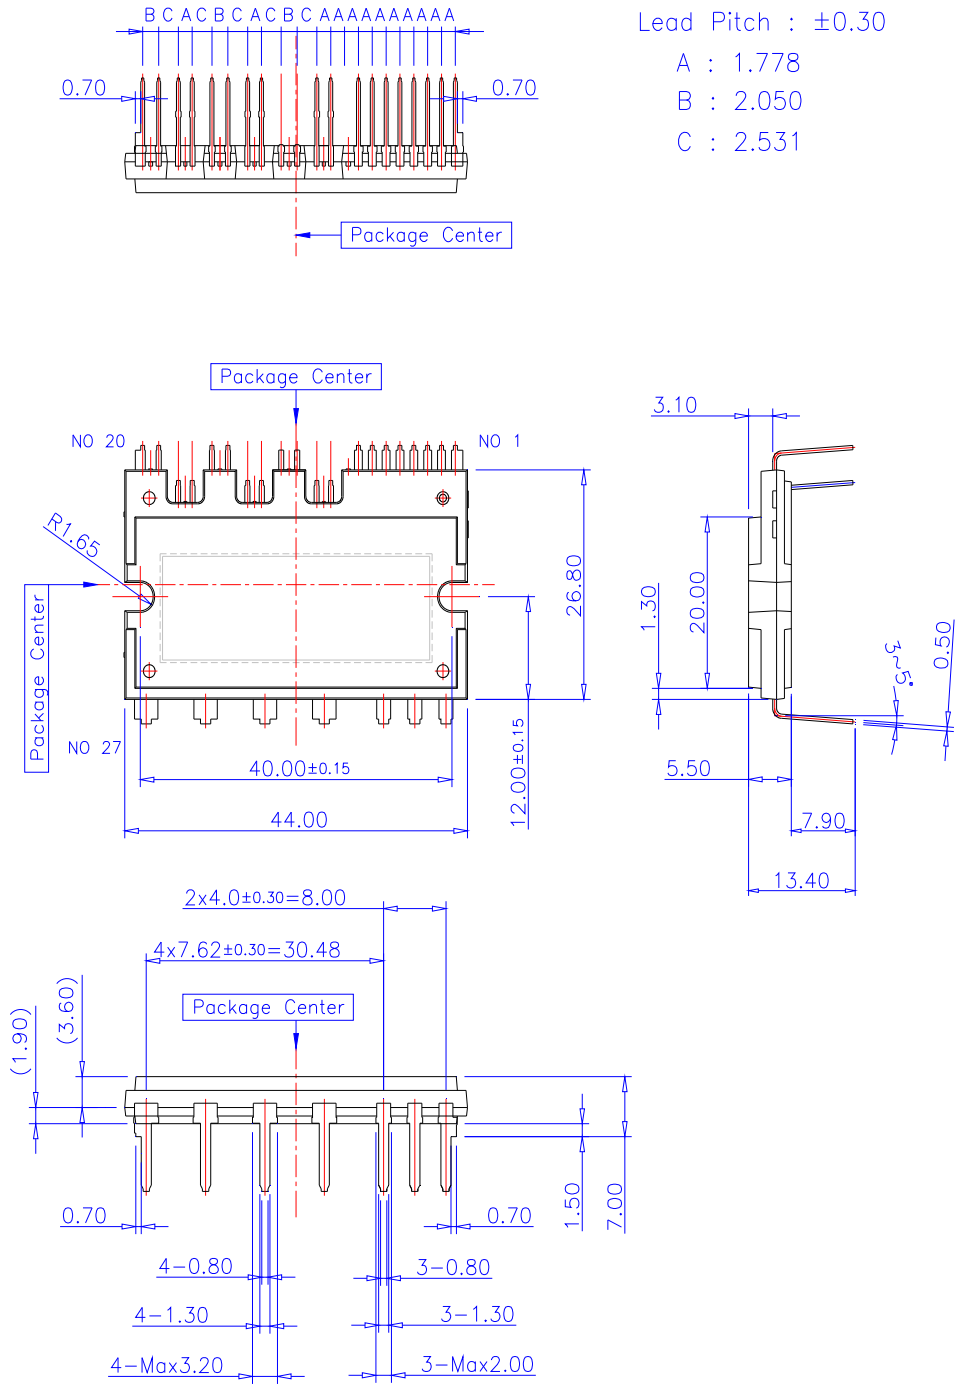 B C A C B C A C B C A A A A A A A A A
Lead Pitch : ±0.30
A : 1.778
B : 2.050
C : 2.531
0.70
0.70
Package Center
Package Center
NO 20
NO 1
3.10
R1.65
Package Center
26.80
1.30
20.00
3~5°
0.50
NO 27
40.00±0.15
12.00±0.15
44.00
5.50
7.90
13.40
2x4.0±0.30=8.00
4x7.62±0.30=30.48
(3.60)
(1.90)
Package Center
1.50
7.00
0.70
0.70
4-0.80
3-0.80
4-1.30
3-1.30
4-Max3.20
3-Max2.00